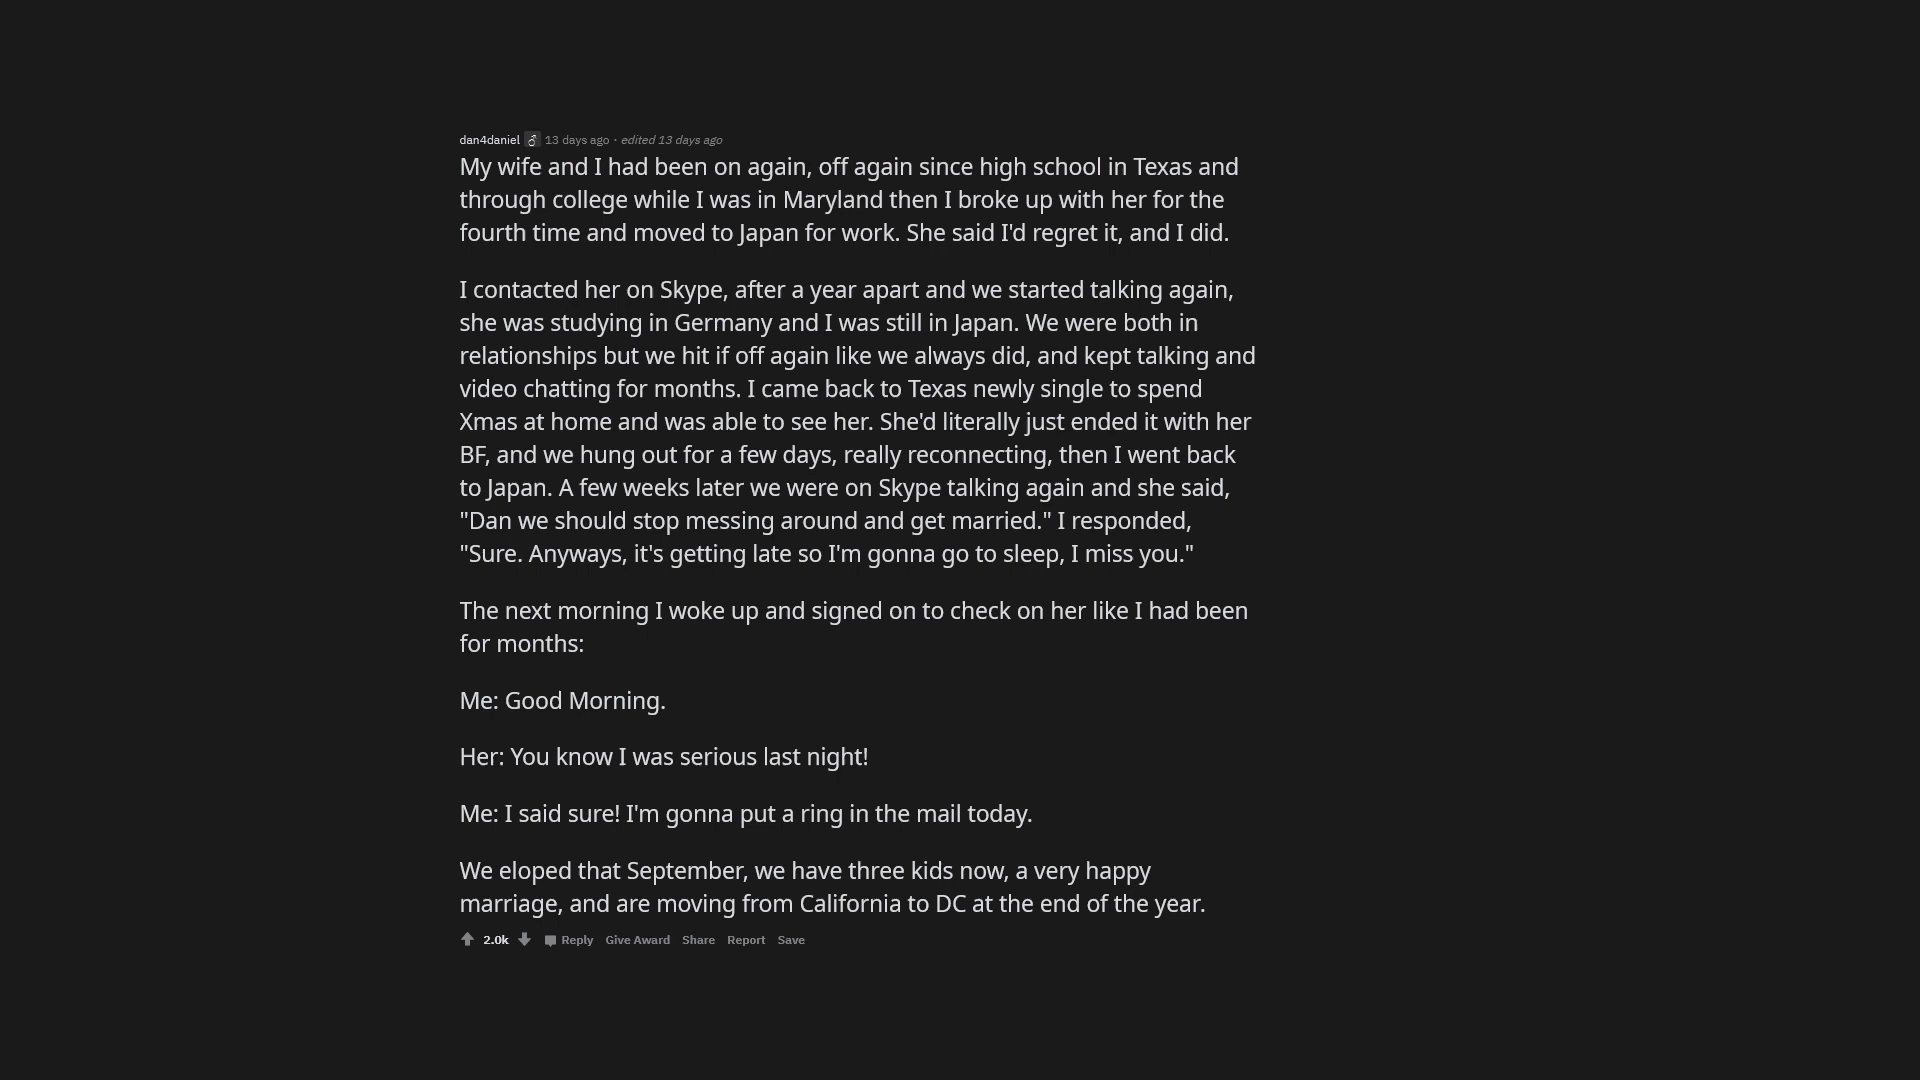 dan4daniel 13 days ago · edited 13 days ago
My wife and I had been on again, off again since high school in Texas and
through college while I was in Maryland then I broke up with her for the
fourth time and moved to Japan for work. She said I'd regret it, and I did.
I contacted her on Skype, after a year apart and we started talking again,
she was studying in Germany and I was still in Japan. We were both in
relationships but we hit if off again like we always did, and kept talking and
video chatting for months. I came back to Texas newly single to spend
Xmas at home and was able to see her. She'd literally just ended it with her
BF, and we hung out for a few days, really reconnecting, then I went back
to Japan. A few weeks later we were on Skype talking again and she said,
"Dan we should stop messing around and get married." I responded,
"Sure. Anyways, it's getting late so I'm gonna go to sleep, I miss you."
The next morning I woke up and signed on to check on her like I had been
for months:
Me: Good Morning.
Her: You know I was serious last night!
Me: I said sure! I'm gonna put a ring in the mail today.
We eloped that September, we have three kids now, a very happy
marriage, and are moving from California to DC at the end of the year.
2.0k Reply Give Award Share Report Save